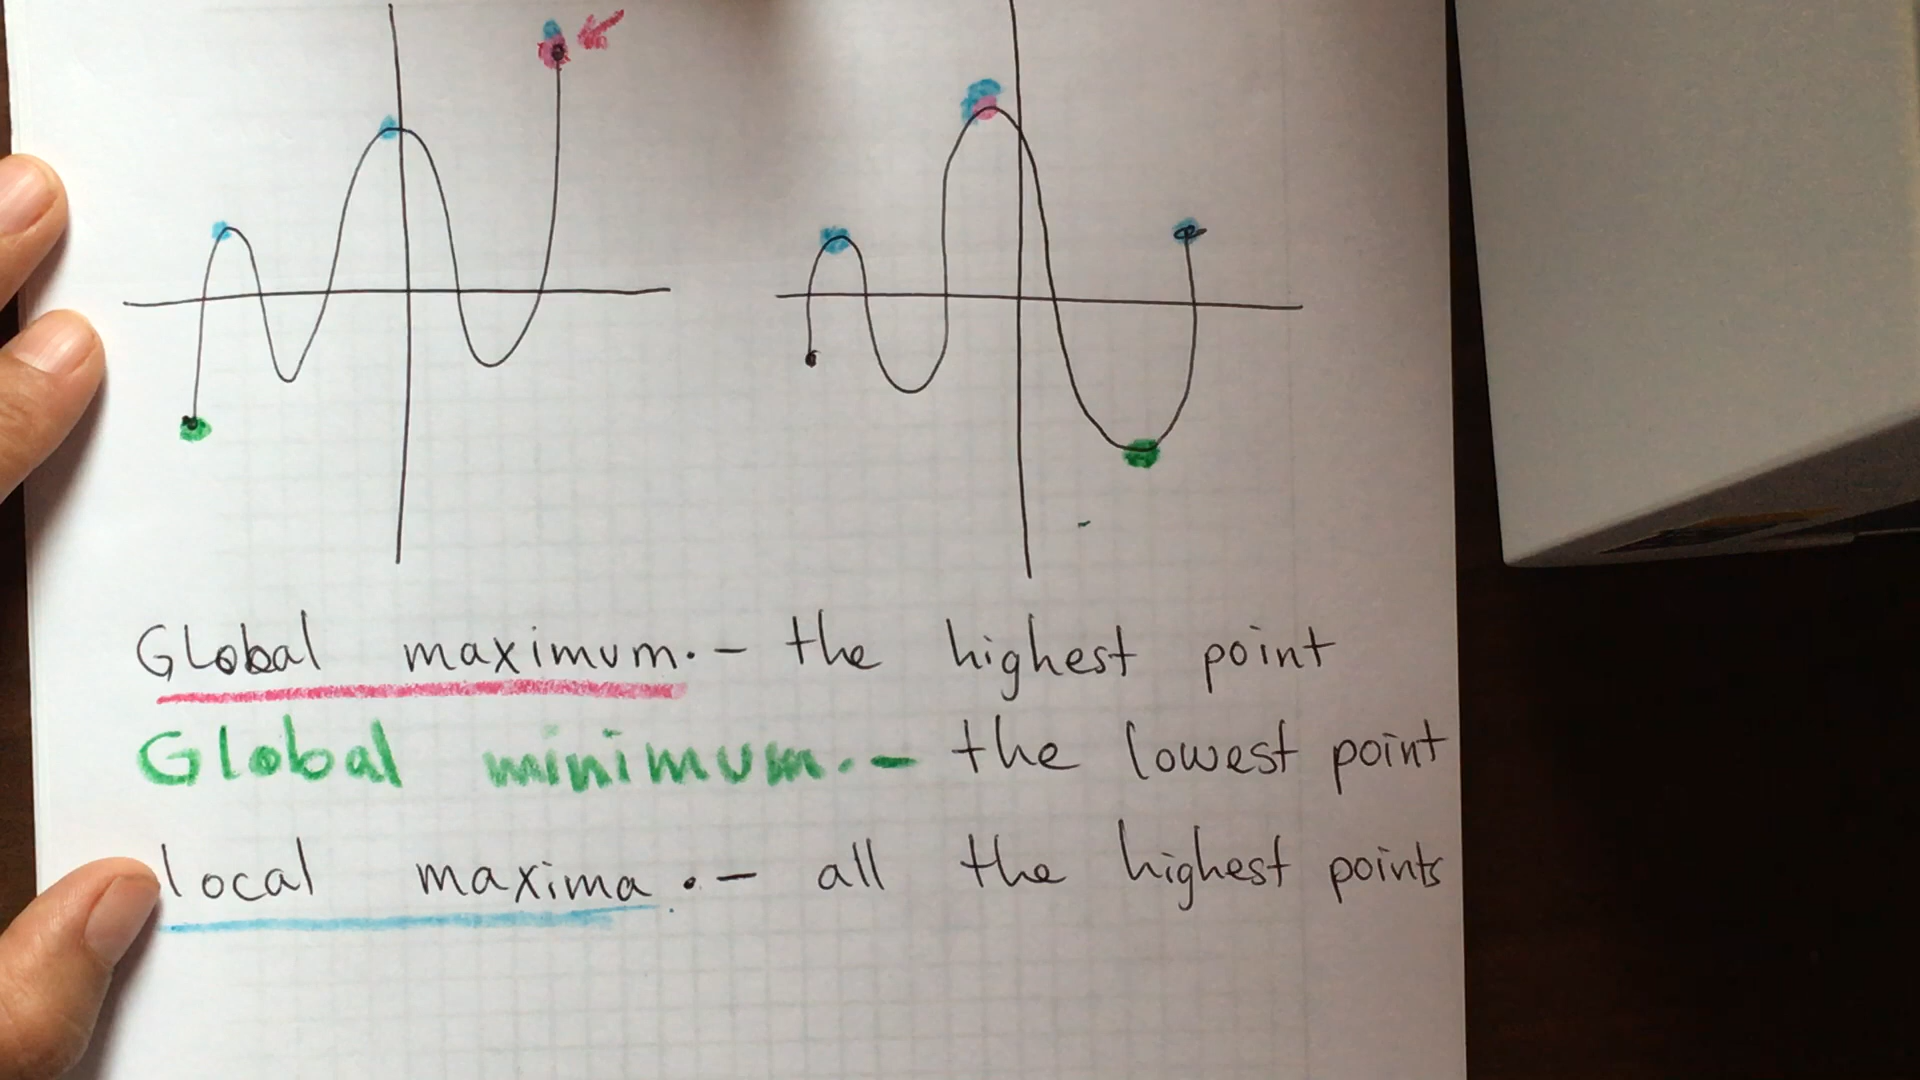 Global maximum.- the highest point
Global minimum.- the lowest point
local maxima.- all the highest points